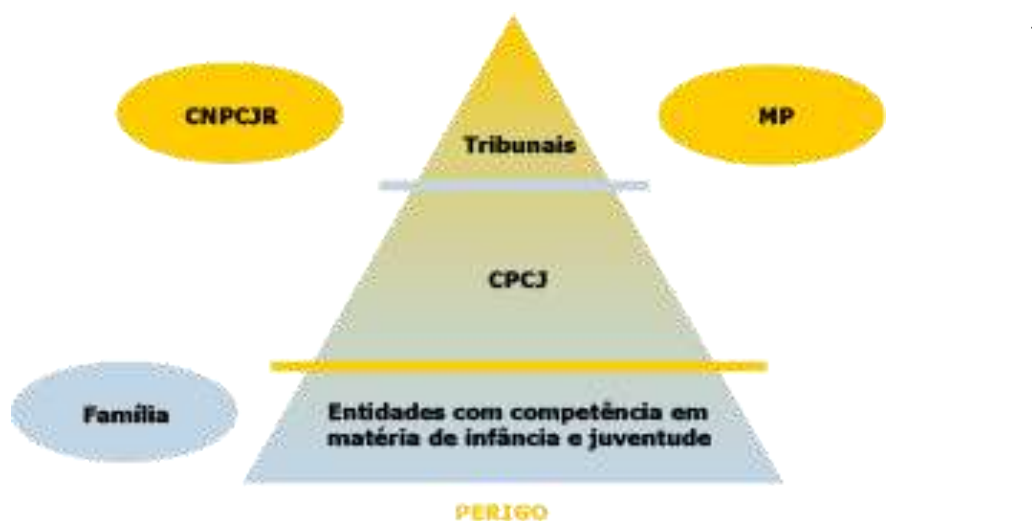 CNPCJR
MP
Tribunais
CPCJ
Família
Entidades com competência em
matéria de infância e juventude
PERIGO